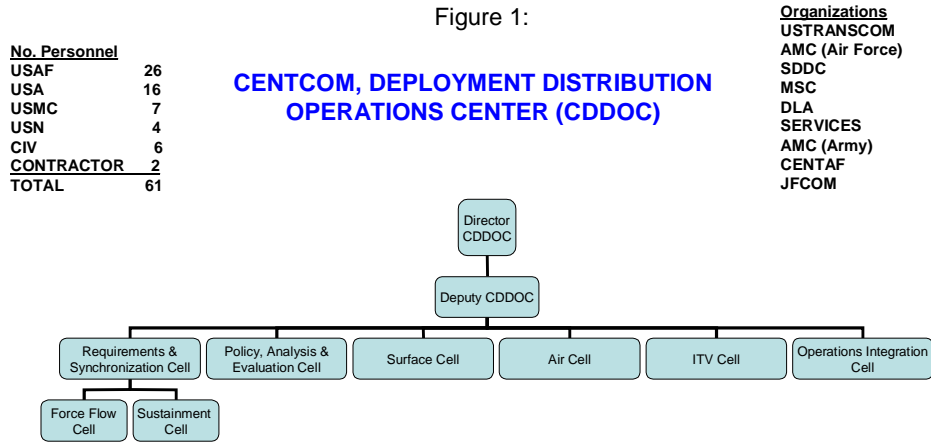 Figure 1:
No. Personnel
USAF 26
USA 16
USMC 7
USN 4
CIV 6
CONTRACTOR 2
TOTAL 61
CENTCOM, DEPLOYMENT DISTRIBUTION
OPERATIONS CENTER (CDDOC)
Organizations
USTRANSCOM
AMC (Air Force)
SDDC
MSC
DLA
SERVICES
AMC (Army)
CENTAF
JFCOM
Director
CDDOC
Deputy CDDOC
Requirements &
Synchronization Cell
Policy, Analysis &
Evaluation Cell
Surface Cell
Air Cell
ITV Cell
Operations Integration
Cell
Force Flow
Cell
Sustainment
Cell